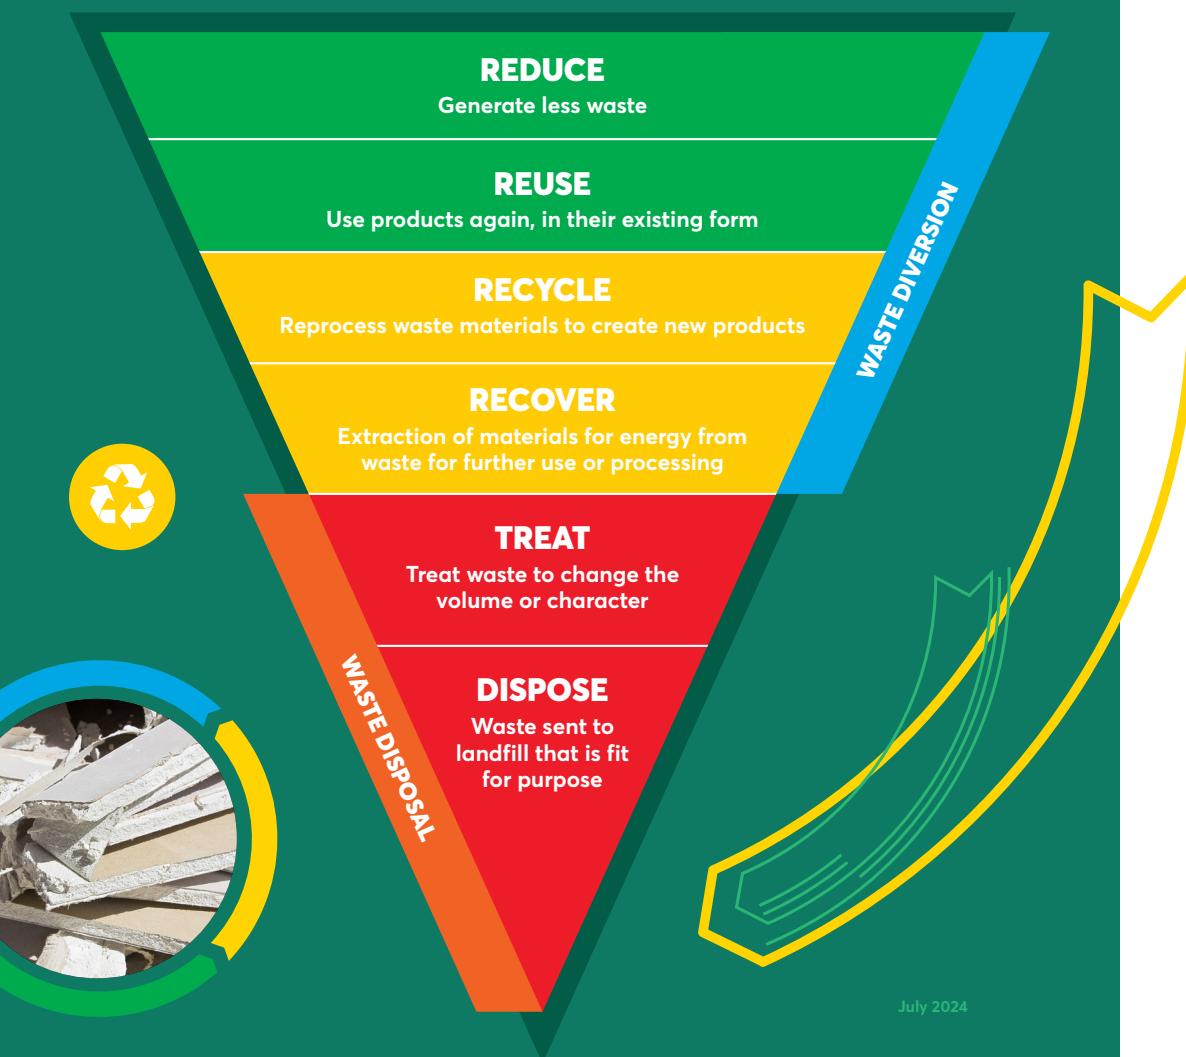 REDUCE
Generate less waste
REUSE
Use products again, in their existing form
RECYCLE
Reprocess waste materials to create new products
RECOVER
Extraction of materials for energy from
waste for further use or processing
WASTE DIVERSION
TREAT
Treat waste to change the
volume or character
DISPOSE
Waste sent to
landfill that is fit
for purpose
WASTE DISPOSAL
July 2024